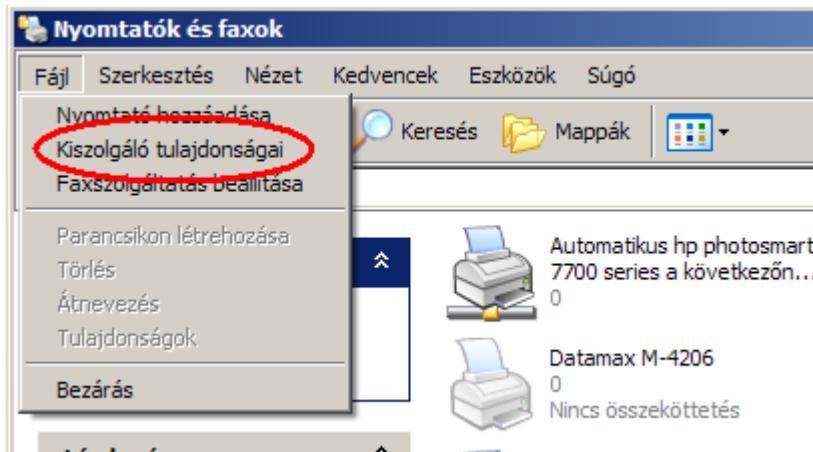 Nyomtatók és faxok
Fájl Szerkesztés Nézet Kedvencek Eszközök Súgó
Nyomtató hozzáadása
Kiszolgáló tulajdonságai
Faxszolgáltatás beállítása
Parancsikon létrehozása
Törlés
Átnevezés
Tulajdonságok
Bezárás
Keresés Mappák
Automatikus hp photosmart
7700 series a következőn...
0
Datamax M-4206
0
Nincs összeköttetés